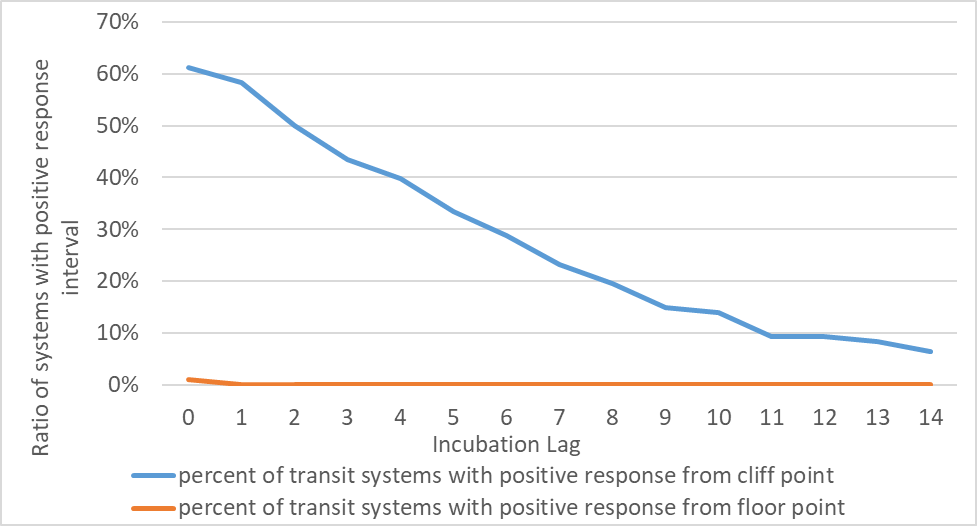 70%
60%
50%
40%
30%
20%
10%
0%
Ratio of systems with positive response
interval
0 1 2 3 4 5 6 7 8 9 10 11 12 13 14
Incubation Lag
percent of transit systems with positive response from cliff point
percent of transit systems with positive response from floor point